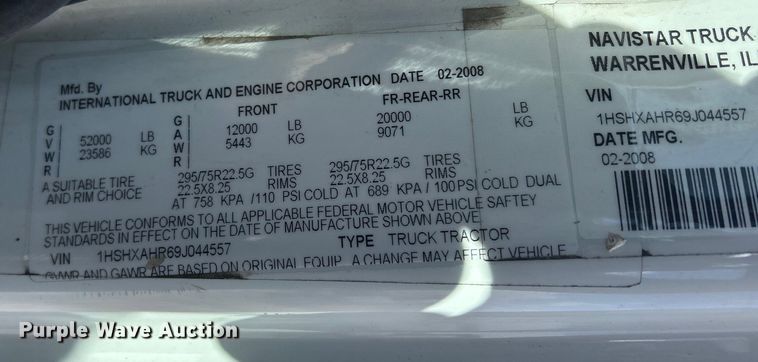 Mfd. By
INTERNATIONAL TRUCK AND ENGINE CORPORATION DATE 02-2008
FRONT FR-REAR-RR
GVWR 52000 LB GAWR 12000 LB 20000 LB
23586 KG 5443 KG 9071 KG
A SUITABLE TIRE 295/75R22.5G TIRES 295/75R22.5G TIRES
AND RIM CHOICE 22.5X8.25 RIMS 22.5X8.25 RIMS
AT 758 KPA /110 PSI COLD AT 689 KPA / 100 PSI COLD DUAL
THIS VEHICLE CONFORMS TO ALL APPLICABLE FEDERAL MOTOR VEHICLE SAFTEY
STANDARDS IN EFFECT ON THE DATE OF MANUFACTURE SHOWN ABOVE
VIN 1HSHXAHR69J044557 TYPE TRUCK TRACTOR
GVWR AND GAWR ARE BASED ON ORIGINAL EQUIP. A CHANGE MAY AFFECT VEHICLE
NAVISTAR TRUCK
WARRENVILLE, IL
VIN
1HSHXAHR69J044557
DATE MFG.
02-2008
Purple Wave Auction